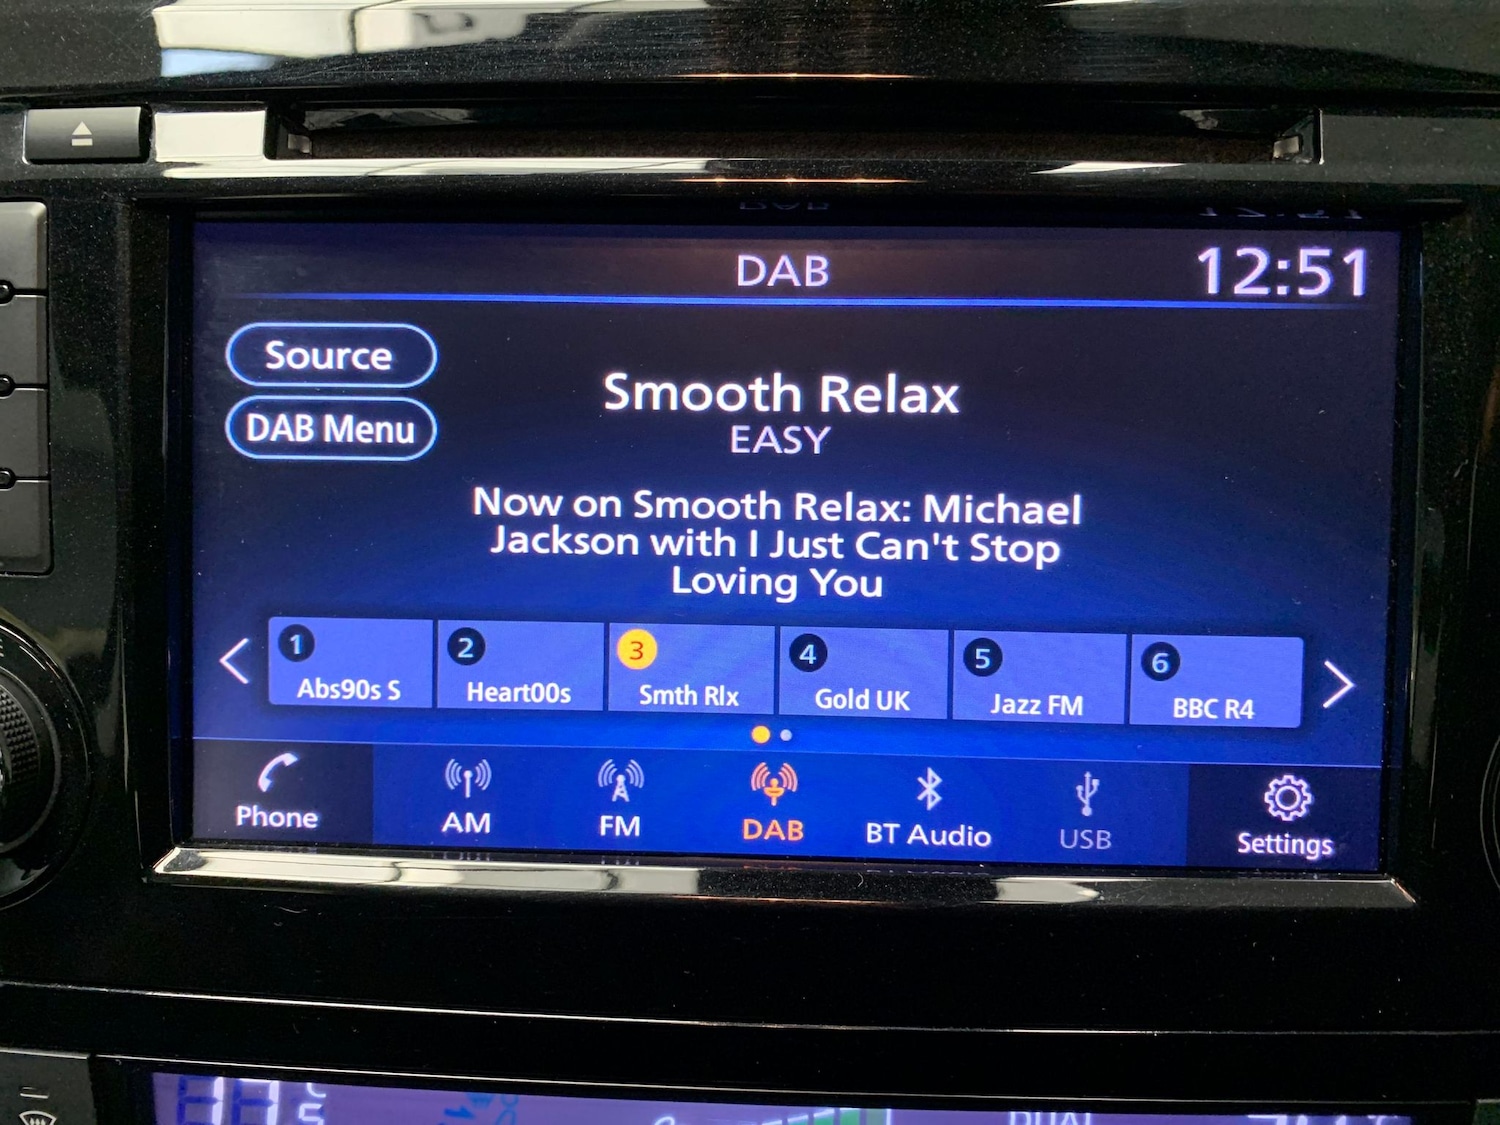 DAB
12:51
Source
DAB Menu
Smooth Relax
EASY
Now on Smooth Relax: Michael
Jackson with I Just Can't Stop
Loving You
1
Abs90s S
2
Heart00s
3
Smth Rlx
4
Gold UK
5
Jazz FM
6
BBC R4
Phone
AM
FM
DAB
BT Audio
USB
Settings
DUAL